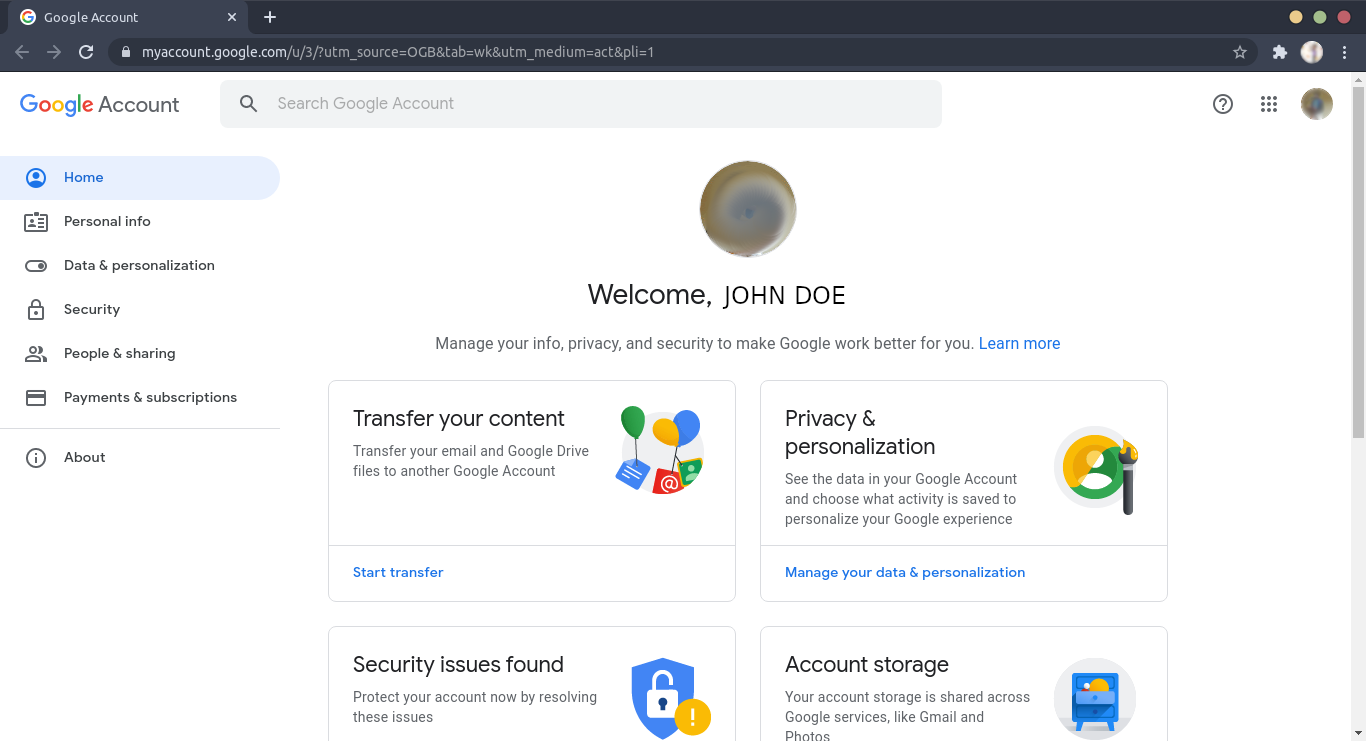 Google Account
myaccount.google.com/u/3/?utm_source=OGB&tab=wk&utm_medium=act&pli=1
Google Account
Search Google Account
Home
Personal info
Data & personalization
Security
People & sharing
Payments & subscriptions
About
Welcome, JOHN DOE
Manage your info, privacy, and security to make Google work better for you. Learn more
Transfer your content
Transfer your email and Google Drive
files to another Google Account
Start transfer
Privacy &
personalization
See the data in your Google Account
and choose what activity is saved to
personalize your Google experience
Manage your data & personalization
Security issues found
Protect your account now by resolving
these issues
Account storage
Your account storage is shared across
Google services, like Gmail and
Photos